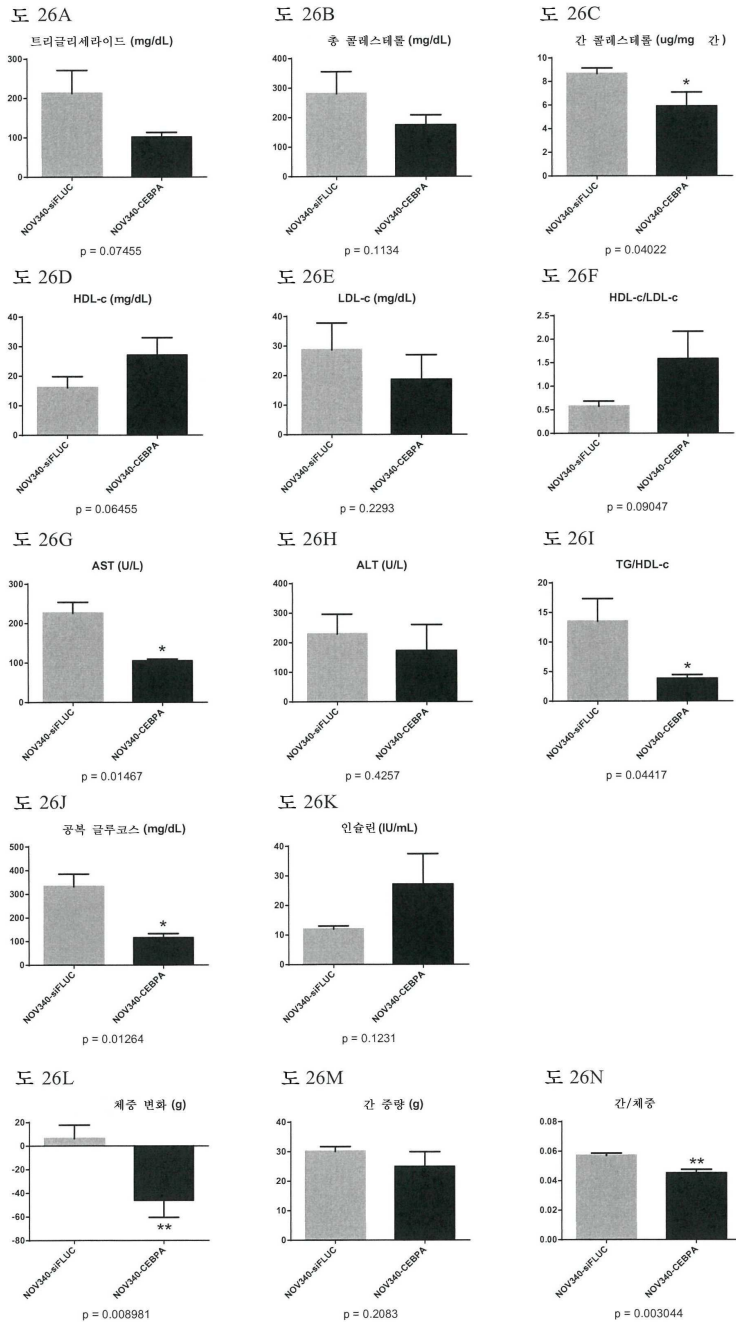 도 26A
트리글리세라이드 (mg/dL)
300
200
100
0
NOV340-siFLUC
NOV340-CEBPA
p = 0.07455
도 26B
총 콜레스테롤 (mg/dL)
400
300
200
100
0
NOV340-siFLUC
NOV340-CEBPA
p = 0.1134
도 26C
간 콜레스테롤 (ug/mg 간 )
10
8
6
4
2
0
*
NOV340-siFLUC
NOV340-CEBPA
p = 0.04022
도 26D
HDL-c (mg/dL)
40
30
20
10
0
NOV340-siFLUC
NOV340-CEBPA
p = 0.06455
도 26E
LDL-c (mg/dL)
40
30
20
10
0
NOV340-siFLUC
NOV340-CEBPA
p = 0.2293
도 26F
HDL-c/LDL-c
2.5
2.0
1.5
1.0
0.5
0.0
NOV340-siFLUC
NOV340-CEBPA
p = 0.09047
도 26G
AST (U/L)
300
200
100
0
*
NOV340-siFLUC
NOV340-CEBPA
p = 0.01467
도 26H
ALT (U/L)
400
300
200
100
0
NOV340-siFLUC
NOV340-CEBPA
p = 0.4257
도 26I
TG/HDL-c
20
15
10
5
0
*
NOV340-siFLUC
NOV340-CEBPA
p = 0.04417
도 26J
공복 글루코스 (mg/dL)
500
400
300
200
100
0
*
NOV340-siFLUC
NOV340-CEBPA
p = 0.01264
도 26K
인슐린 (IU/mL)
40
30
20
10
0
NOV340-siFLUC
NOV340-CEBPA
p = 0.1231
도 26L
체중 변화 (g)
20
0
-20
-40
-60
-80
**
NOV340-siFLUC
NOV340-CEBPA
p = 0.008981
도 26M
간 중량 (g)
40
30
20
10
0
NOV340-siFLUC
NOV340-CEBPA
p = 0.2083
도 26N
간/체중
0.08
0.06
0.04
0.02
0.00
**
NOV340-siFLUC
NOV340-CEBPA
p = 0.003044